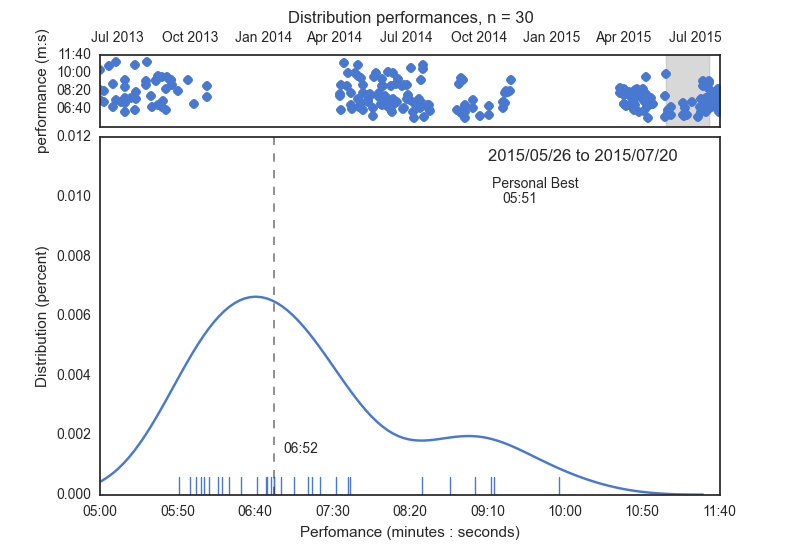 Distribution performances, n = 30
Jul 2013 Oct 2013 Jan 2014 Apr 2014 Jul 2014 Oct 2014 Jan 2015 Apr 2015 Jul 2015
performance (m:s)
11:40
10:00
08:20
06:40
0.012
0.010
0.008
0.006
0.004
0.002
0.000
Distribution (percent)
2015/05/26 to 2015/07/20
Personal Best
05:51
06:52
05:00 05:50 06:40 07:30 08:20 09:10 10:00 10:50 11:40
Perfomance (minutes : seconds)